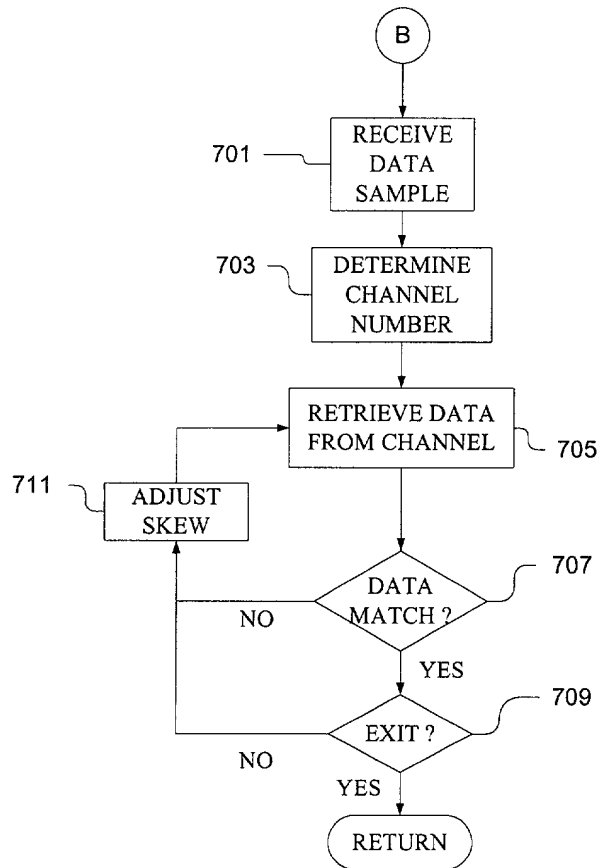 B
701
RECEIVE
DATA
SAMPLE
703
DETERMINE
CHANNEL
NUMBER
RETRIEVE DATA
FROM CHANNEL
705
711
ADJUST
SKEW
DATA
MATCH ?
707
NO
YES
709
EXIT ?
NO
YES
RETURN